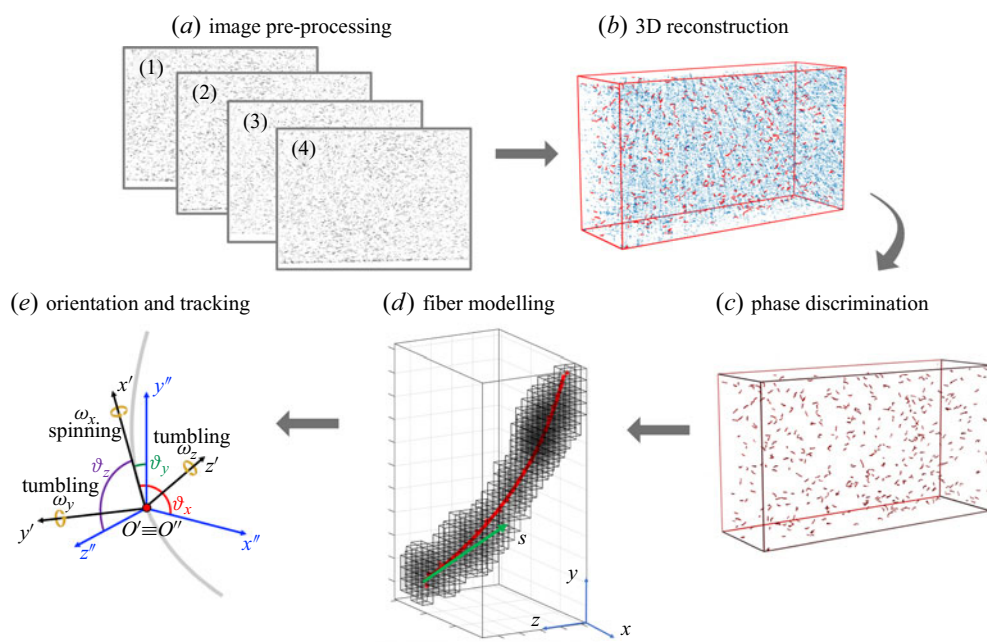 (a) image pre-processing
(1)
(2)
(3)
(4)
(b) 3D reconstruction
(c) phase discrimination
(d) fiber modelling
s
y
z
x
(e) orientation and tracking
x′
y″
ωx,
spinning
tumbling
ωz
z′
ϑz
ϑy
tumbling
ωy
ϑx
y′
O′≡O″
z″
x″